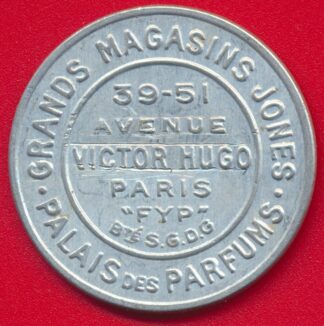 · GRANDS MAGASINS JONES ·
PALAIS DES PARFUMS
39-51
AVENUE
VICTOR HUGO
PARIS
"FYP"
BTÉ S.G.D.G